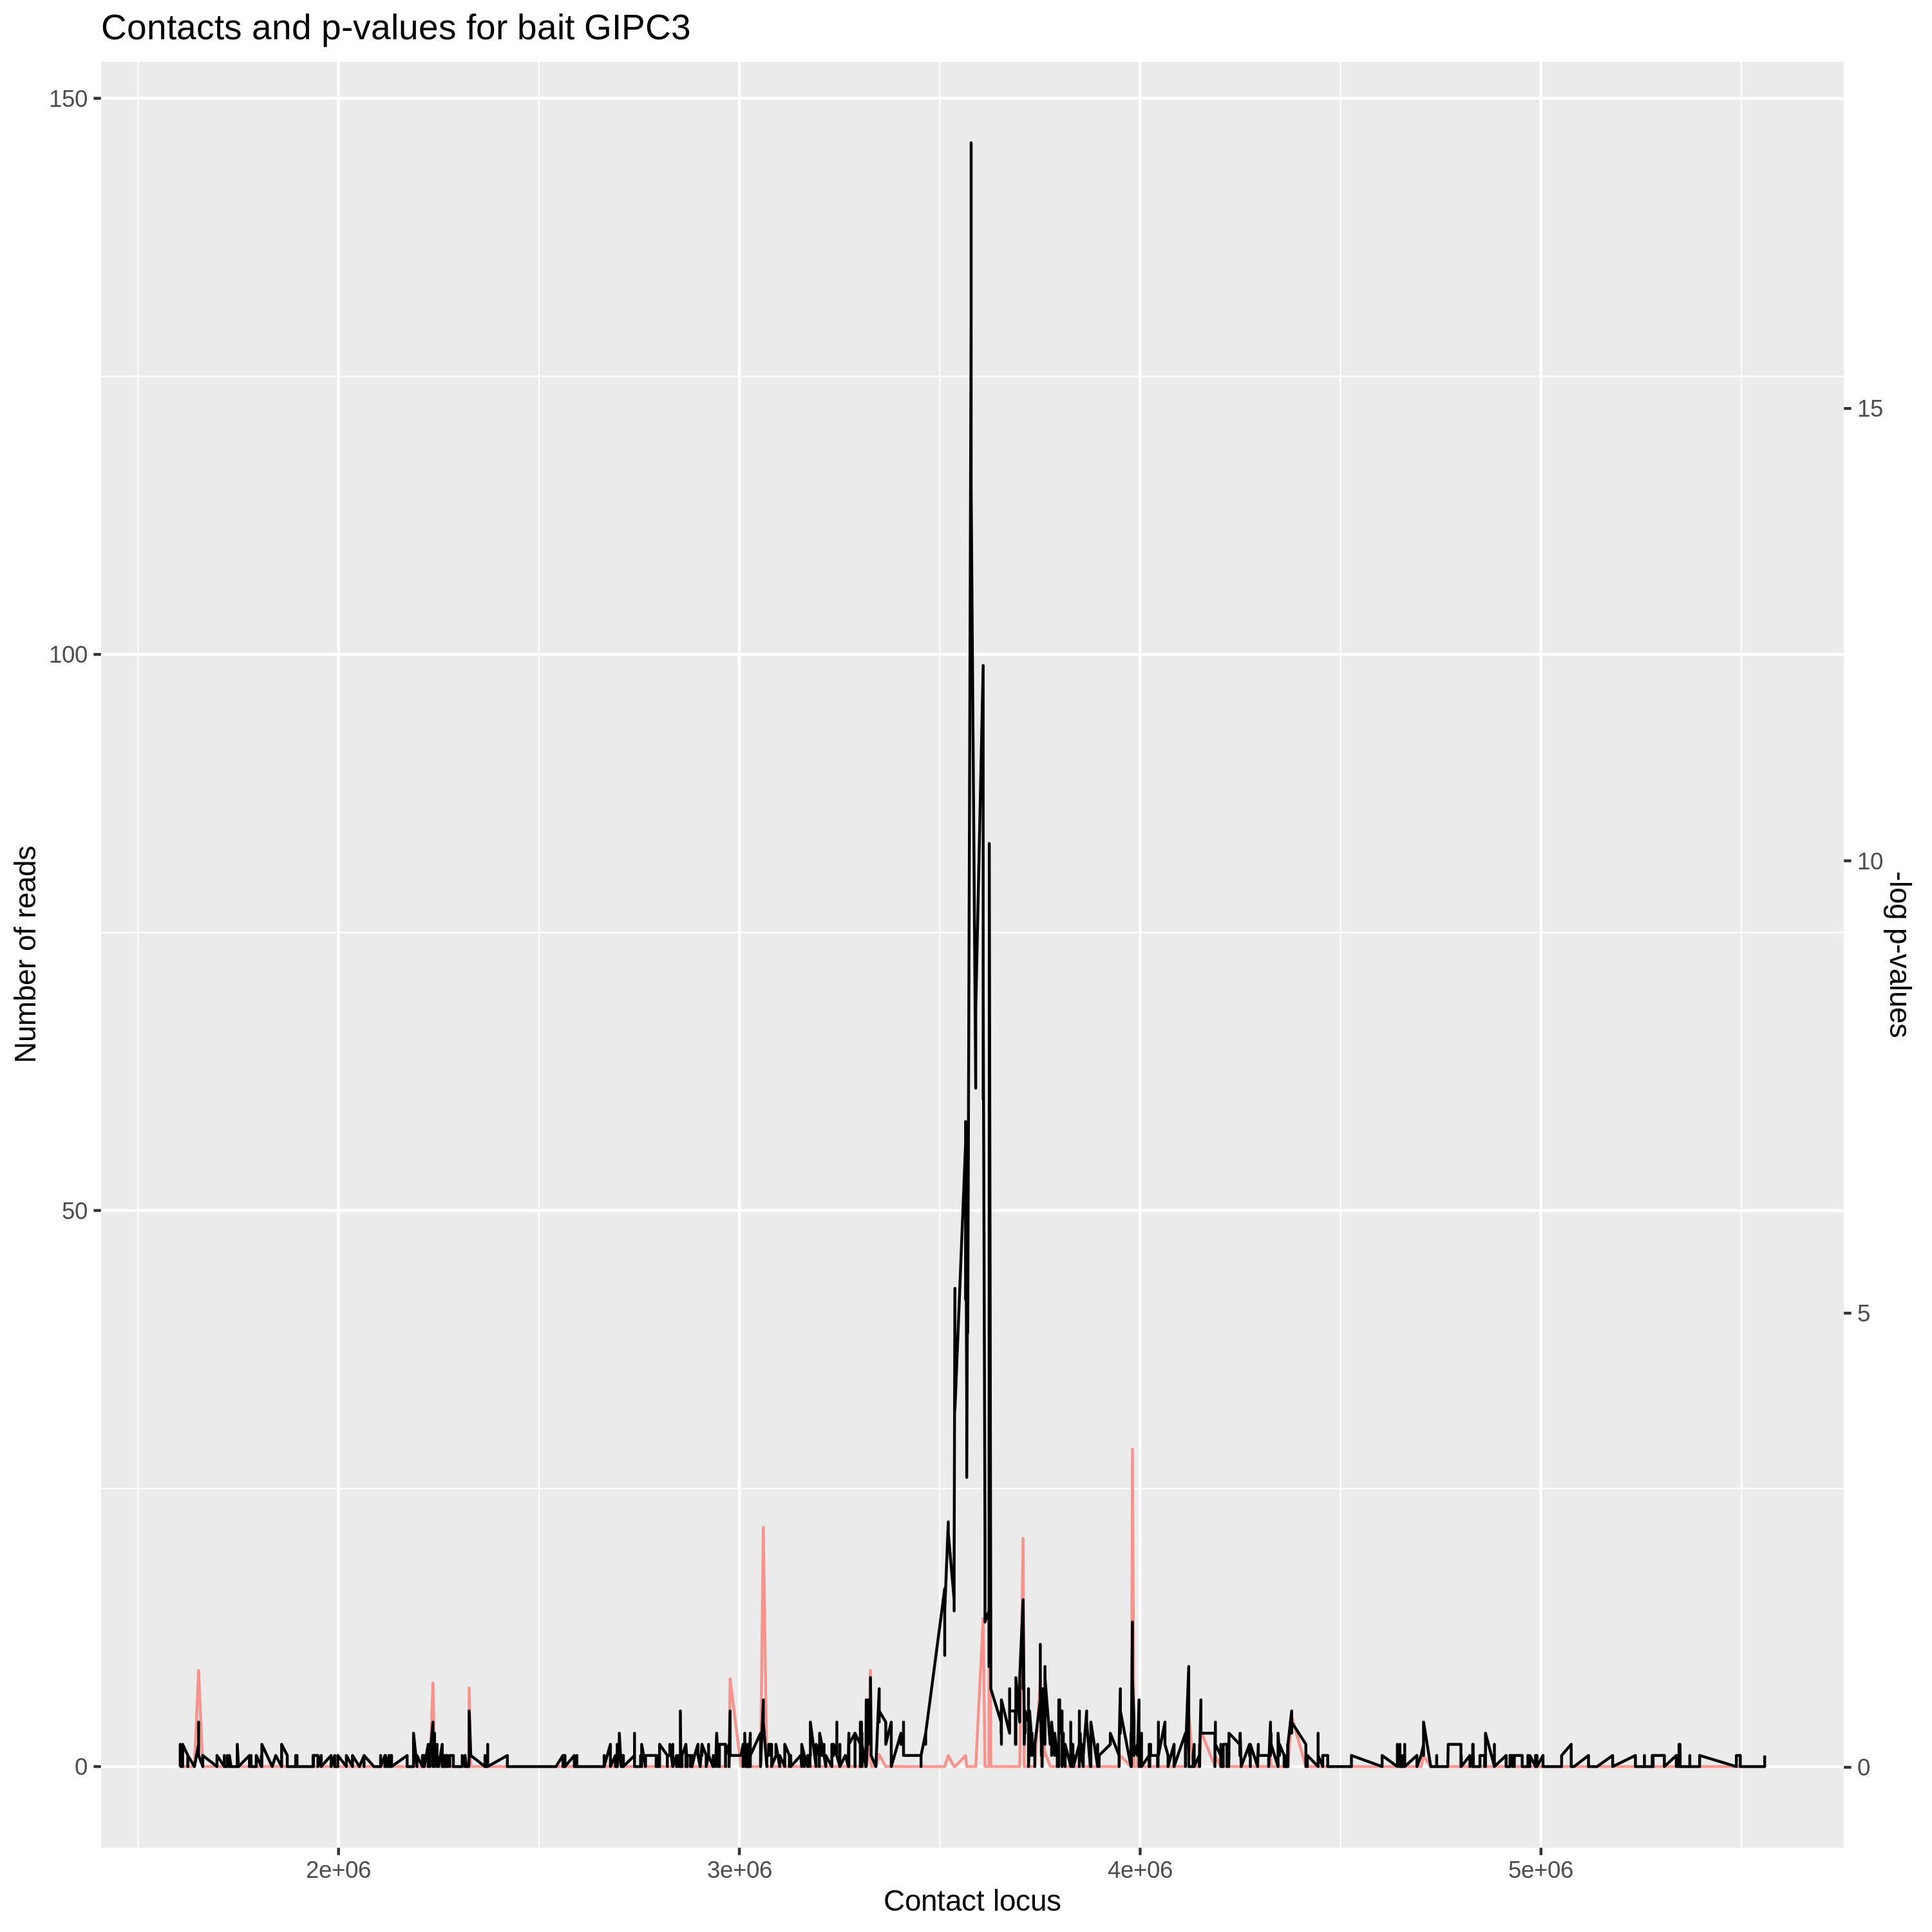 Contacts and p-values for bait GIPC3
150
100
50
0
Number of reads
15
10
5
0
-log p-values
2e+06
3e+06
4e+06
5e+06
Contact locus